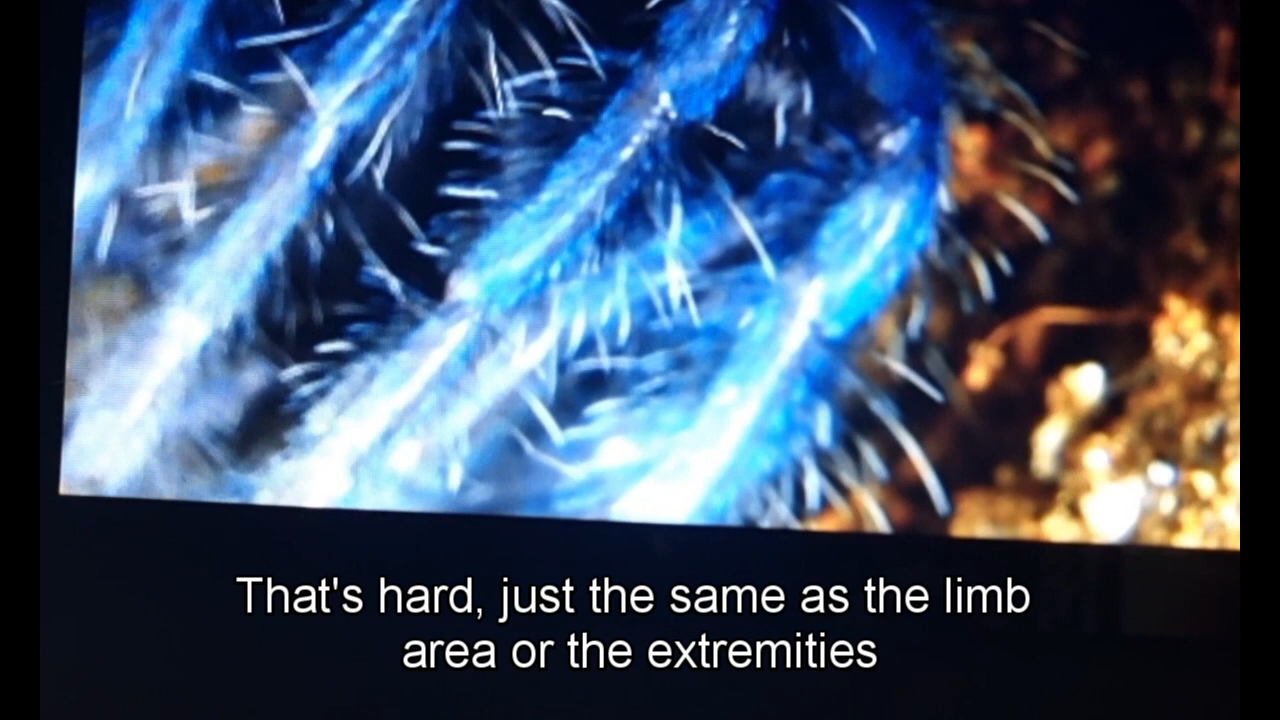 That's hard, just the same as the limb
area or the extremities